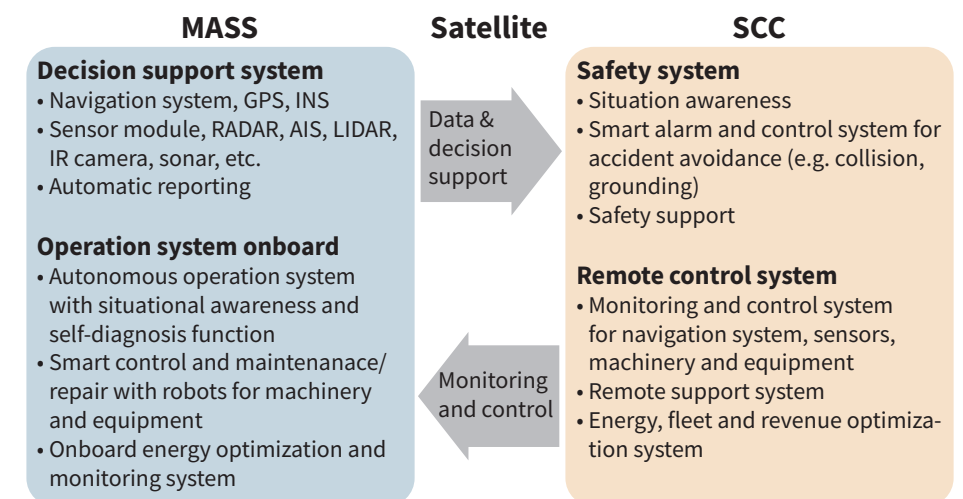 MASS
Decision support system
• Navigation system, GPS, INS
• Sensor module, RADAR, AIS, LIDAR,
IR camera, sonar, etc.
• Automatic reporting
Operation system onboard
• Autonomous operation system
with situational awareness and
self-diagnosis function
• Smart control and maintenanace/
repair with robots for machinery
and equipment
• Onboard energy optimization and
monitoring system
Satellite
Data &
decision
support
Monitoring
and control
SCC
Safety system
• Situation awareness
• Smart alarm and control system for
accident avoidance (e.g. collision,
grounding)
• Safety support
Remote control system
• Monitoring and control system
for navigation system, sensors,
machinery and equipment
• Remote support system
• Energy, fleet and revenue optimiza-
tion system